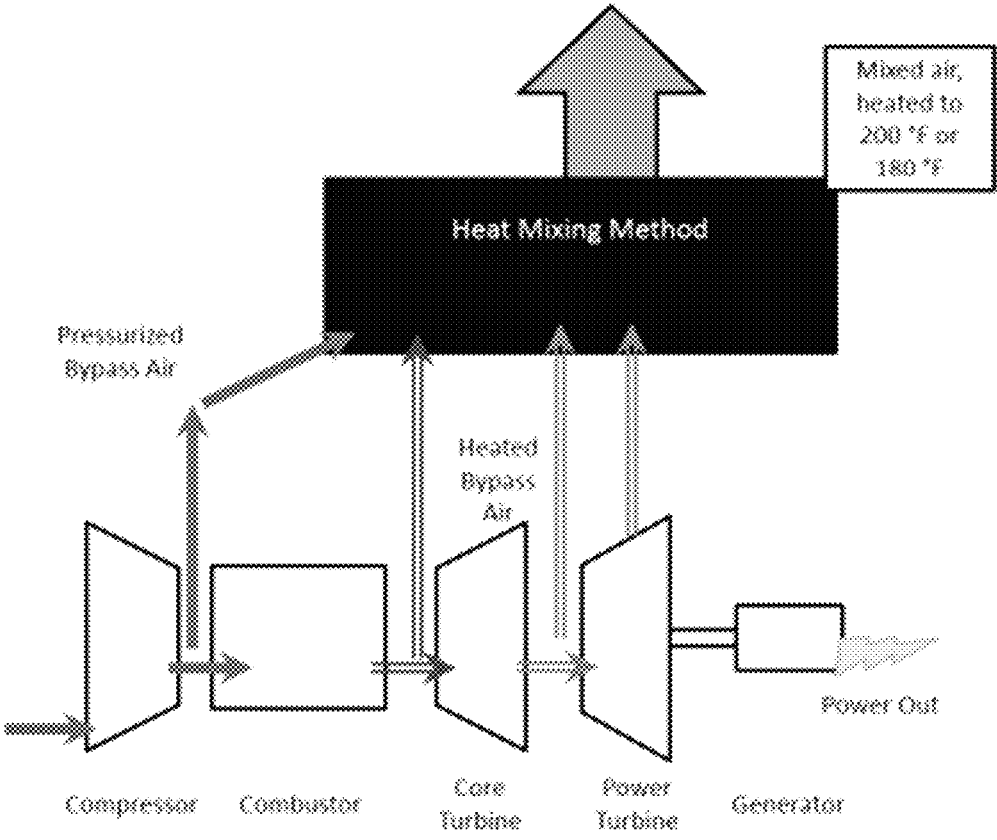 Mixed air,
heated to
200 °F or
180 °F
Heat Mixing Method
Pressurized
Bypass Air
Heated
Bypass
Air
Power Out
Compressor
Combustor
Core
Turbine
Power
Turbine
Generator